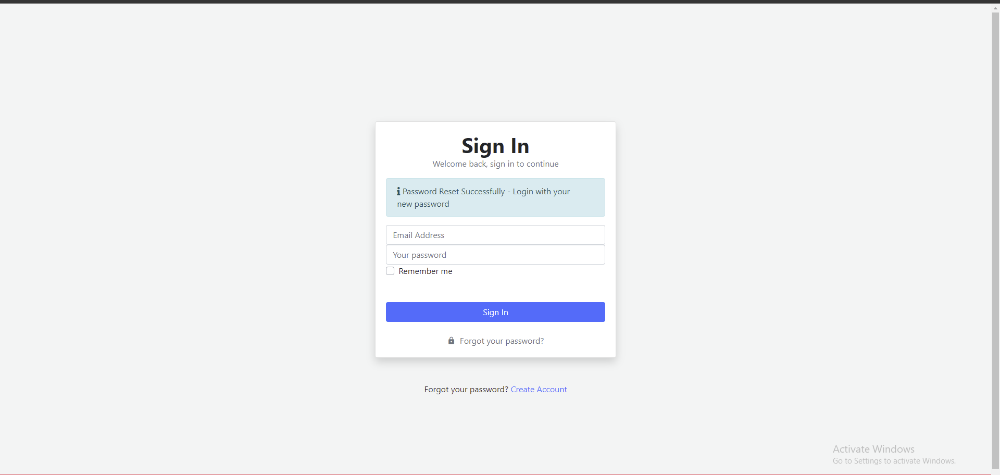 Sign In
Welcome back, sign in to continue
Password Reset Successfully - Login with your
new password
Email Address
Your password
Remember me
Sign In
Forgot your password?
Forgot your password? Create Account
Activate Windows
Go to Settings to activate Windows.